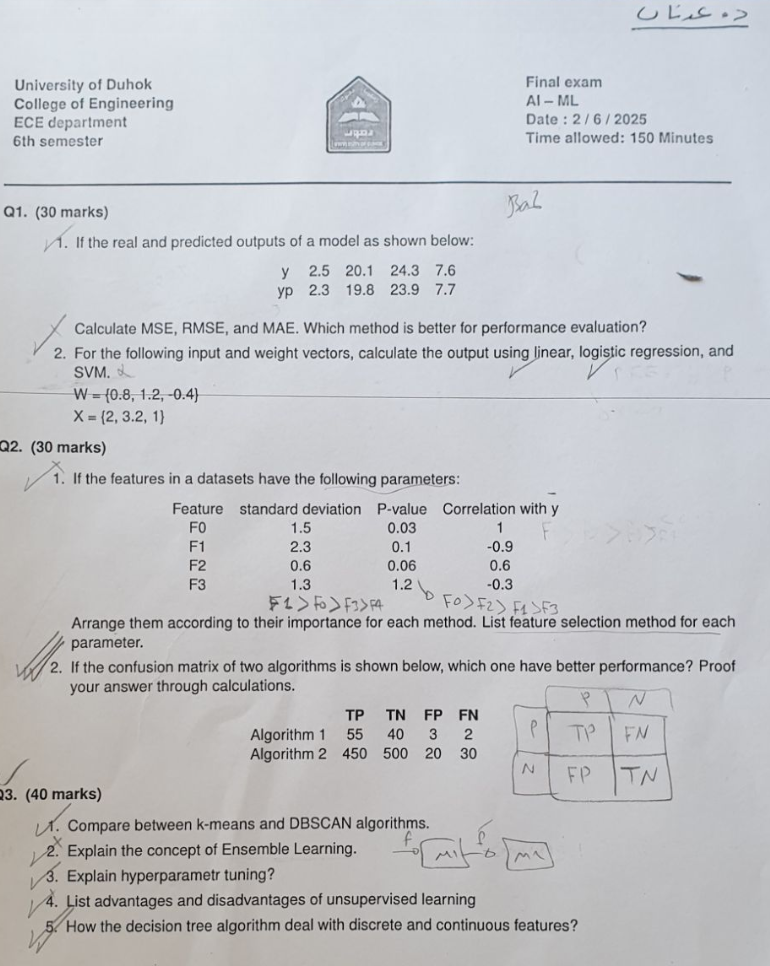 د. عدنان
University of Duhok
College of Engineering
ECE department
6th semester
Final exam
AI – ML
Date : 2 / 6 / 2025
Time allowed: 150 Minutes
Q1. (30 marks)
1. If the real and predicted outputs of a model as shown below:
y 2.5 20.1 24.3 7.6
yp 2.3 19.8 23.9 7.7
Calculate MSE, RMSE, and MAE. Which method is better for performance evaluation?
2. For the following input and weight vectors, calculate the output using linear, logistic regression, and
SVM.
W = {0.8, 1.2, -0.4}
X = {2, 3.2, 1}
Q2. (30 marks)
1. If the features in a datasets have the following parameters:
Feature standard deviation P-value Correlation with y
F0 1.5 0.03 1
F1 2.3 0.1 -0.9
F2 0.6 0.06 0.6
F3 1.3 1.2 -0.3
F1 > F0 > F3 > F4
F0 > F2 > F1 > F3
Arrange them according to their importance for each method. List feature selection method for each
parameter.
2. If the confusion matrix of two algorithms is shown below, which one have better performance? Proof
your answer through calculations.
TP TN FP FN
Algorithm 1 55 40 3 2
Algorithm 2 450 500 20 30
P N
P TP FN
N FP TN
Q3. (40 marks)
1. Compare between k-means and DBSCAN algorithms.
2. Explain the concept of Ensemble Learning.
3. Explain hyperparametr tuning?
4. List advantages and disadvantages of unsupervised learning
5. How the decision tree algorithm deal with discrete and continuous features?